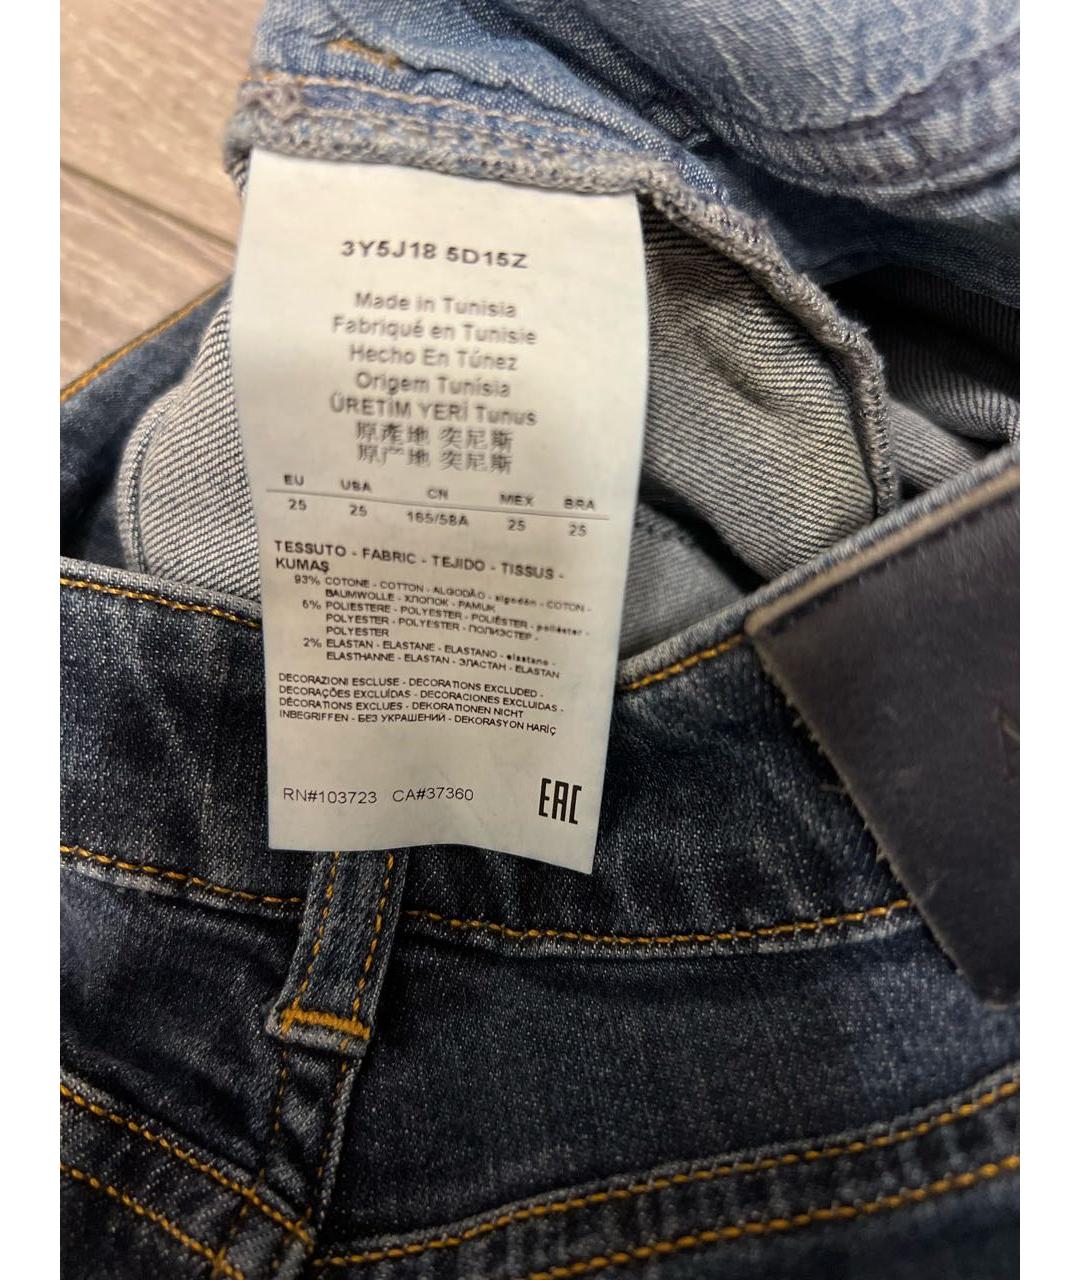 3Y5J18 5D15Z
Made in Tunisia
Fabriqué en Tunisie
Hecho En Túnez
Origem Tunísia
ÜRETİM YERİ Tunus
原產地 突尼斯
原产地 突尼斯
EU USA CN MEX BRA
25 25 165/58A 25 25
TESSUTO - FABRIC - TEJIDO - TISSUS -
KUMAŞ
93% COTONE - COTTON - ALGODÃO - algodón - COTON -
BAUMWOLLE - ХЛОПОК - PAMUK
5% POLIESTERE - POLYESTER - POLIÉSTER - poliéster -
POLYESTER - POLYESTER - ПОЛИЭСТЕР -
POLYESTER
2% ELASTAN - ELASTANE - ELASTANO - elastano -
ELASTHANNE - ELASTAN - ЭЛАСТАН - ELASTAN
DECORAZIONI ESCLUSE - DECORATIONS EXCLUDED -
DECORAÇÕES EXCLUÍDAS - DECORACIONES EXCLUIDAS -
DÉCORATIONS EXCLUES - DEKORATIONEN NICHT
INBEGRIFFEN - БЕЗ УКРАШЕНИЙ - DEKORASYON HARİÇ
RN#103723 CA#37360 EAC